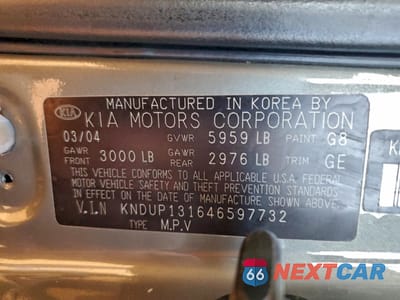 MANUFACTURED IN KOREA BY
KIA KIA MOTORS CORPORATION
03/04 GVWR 5959 LB PAINT G8
GAWR FRONT 3000 LB GAWR REAR 2976 LB TRIM GE
THIS VEHICLE CONFORMS TO ALL APPLICABLE U.S.A FEDERAL
MOTOR VEHICLE SAFETY AND THEFT PREVENTION STANDARDS
IN EFFECT ON THE DATE OF MANUFACTURE SHOWN ABOVE.
V.I.N KNDUP131646597732
TYPE M.P.V
66 NEXTCAR